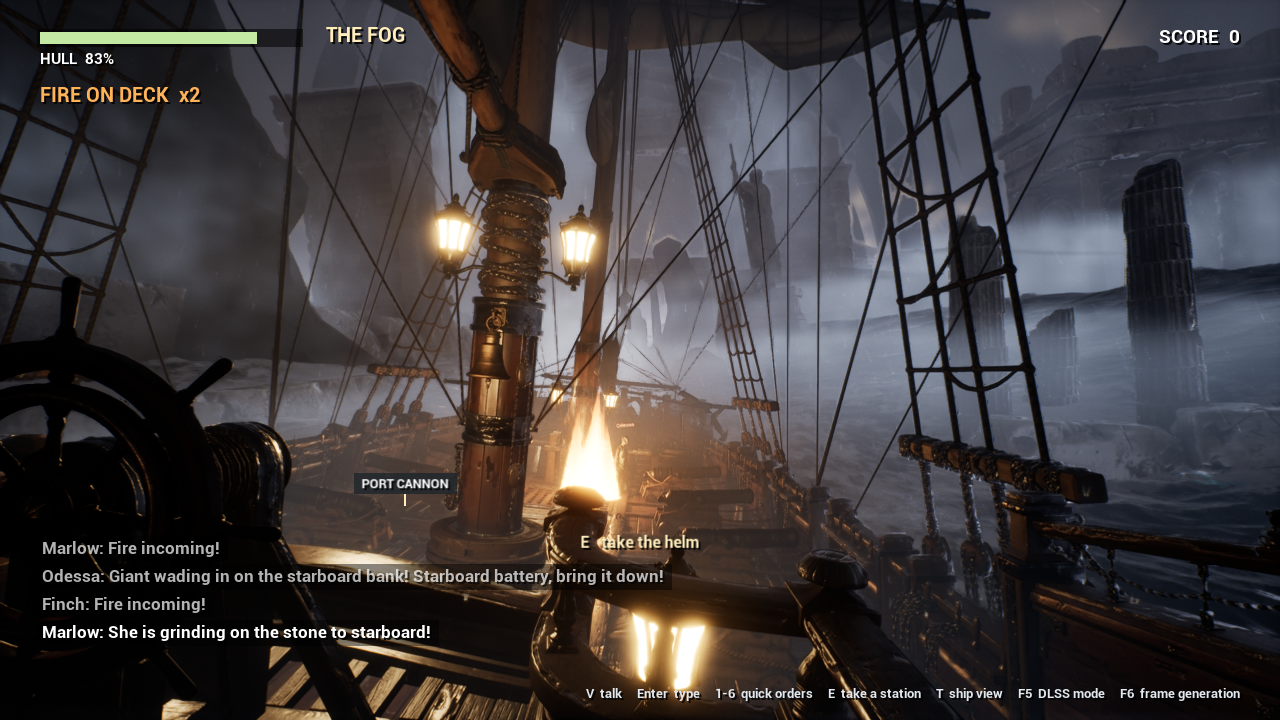 THE FOG
SCORE 0
HULL 83%
FIRE ON DECK x2
Odessa
PORT CANNON
E take the helm
Marlow: Fire incoming!
Odessa: Giant wading in on the starboard bank! Starboard battery, bring it down!
Finch: Fire incoming!
Marlow: She is grinding on the stone to starboard!
V talk Enter type 1-6 quick orders E take a station T ship view F5 DLSS mode F6 frame generation